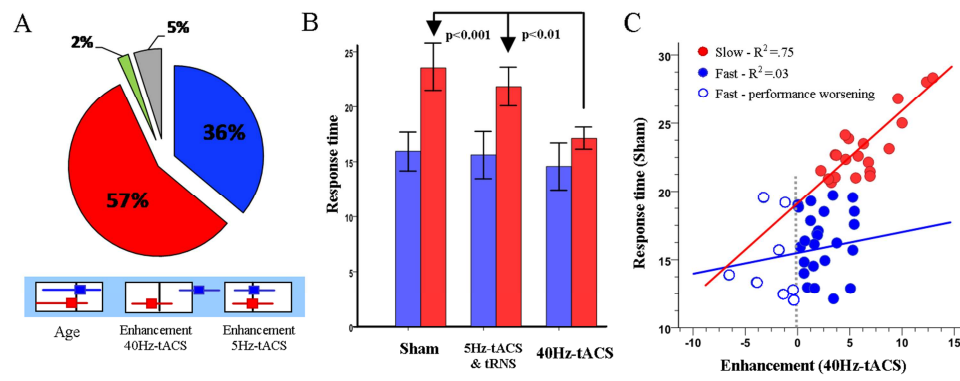 A
2%
5%
36%
57%
Age
Enhancement
40Hz-tACS
Enhancement
5Hz-tACS
B
p<0.001
p<0.01
Response time
25
20
15
10
5
0
Sham
5Hz-tACS
& tRNS
40Hz-tACS
C
Slow - R²=.75
Fast - R²=.03
Fast - performance worsening
Response time (Sham)
30
25
20
15
10
-10
-5
0
5
10
15
Enhancement (40Hz-tACS)